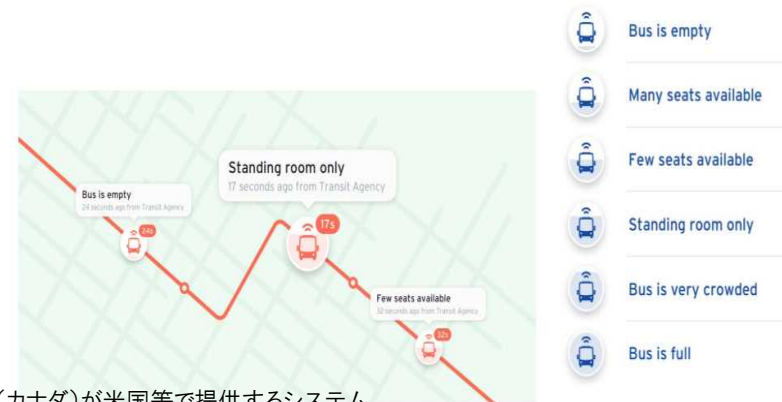 Bus is empty
24 seconds ago from Transit Agency
24s
Standing room only
17 seconds ago from Transit Agency
17s
Few seats available
32 seconds ago from Transit Agency
32s
Bus is empty
Many seats available
Few seats available
Standing room only
Bus is very crowded
Bus is full
(カナダ)が米国等で提供するシステム